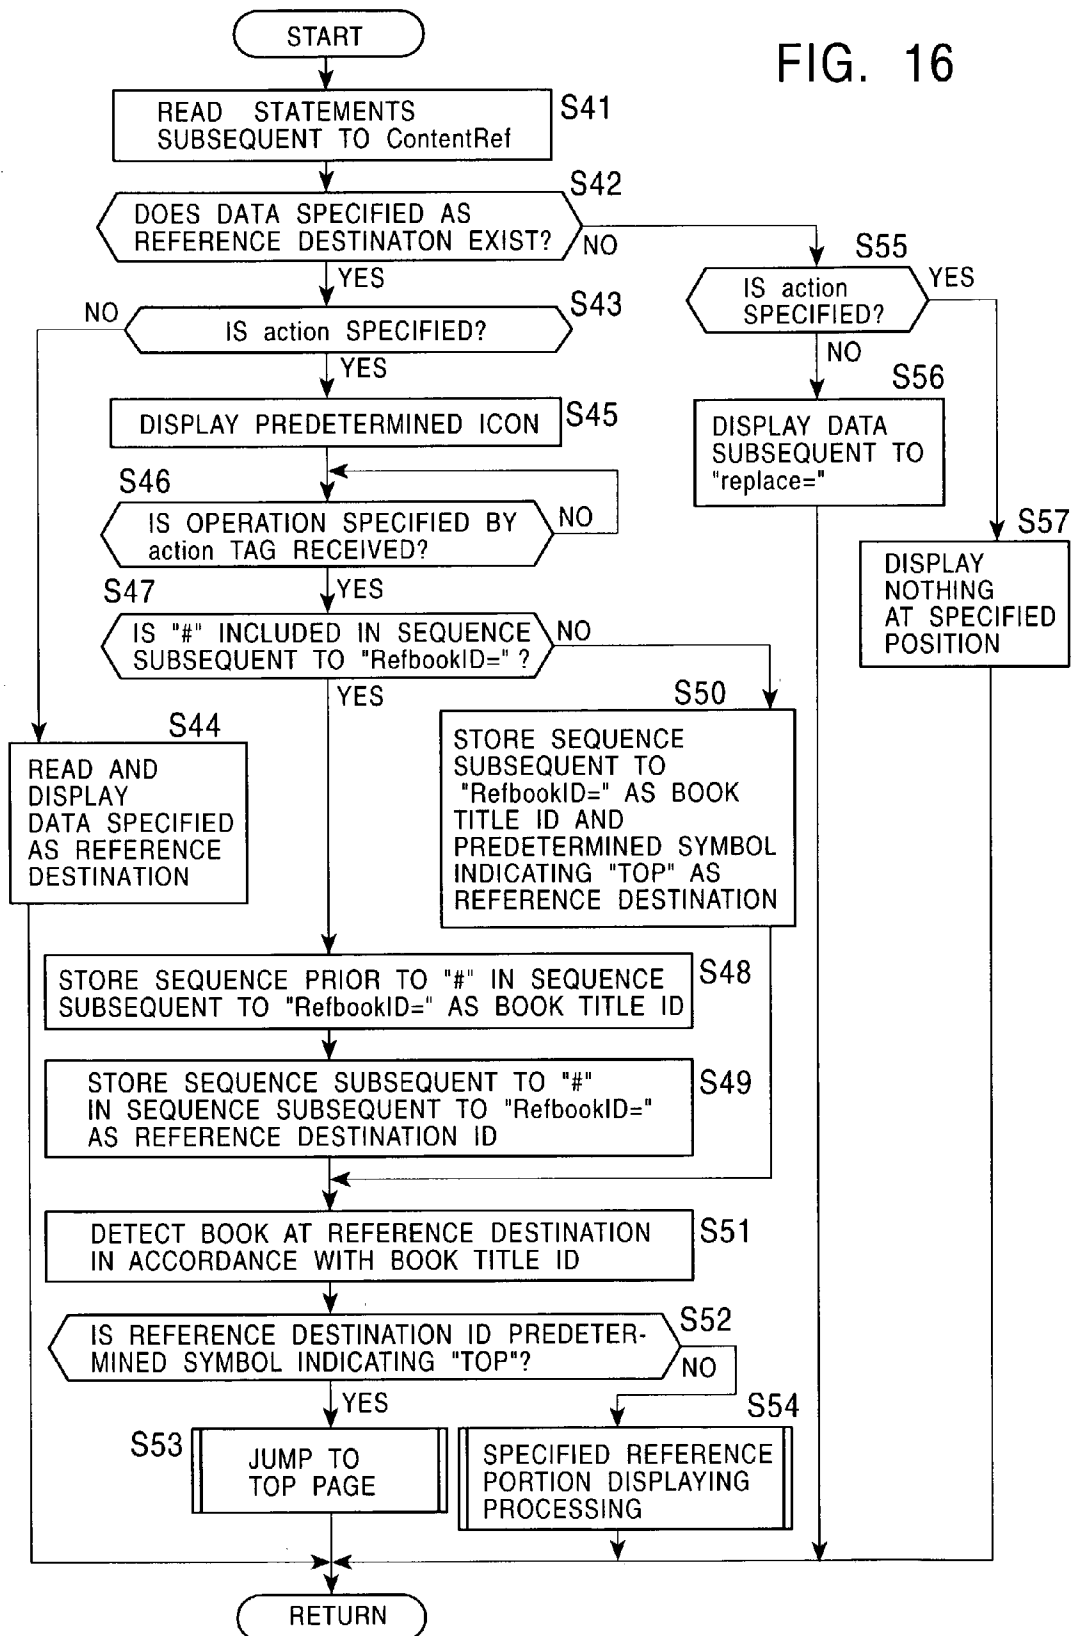 START
FIG. 16
READ STATEMENTS
SUBSEQUENT TO ContentRef
S41
S42
DOES DATA SPECIFIED AS
REFERENCE DESTINATON EXIST?
NO
YES
S55
IS action
SPECIFIED?
YES
NO
S43
NO
IS action SPECIFIED?
YES
S56
DISPLAY DATA
SUBSEQUENT TO
"replace="
DISPLAY PREDETERMINED ICON
S45
S46
IS OPERATION SPECIFIED BY
action TAG RECEIVED?
NO
YES
S57
DISPLAY
NOTHING
AT SPECIFIED
POSITION
S47
IS "#" INCLUDED IN SEQUENCE
SUBSEQUENT TO "RefbookID=" ?
NO
YES
S44
READ AND
DISPLAY
DATA SPECIFIED
AS REFERENCE
DESTINATION
S50
STORE SEQUENCE
SUBSEQUENT TO
"RefbookID=" AS BOOK
TITLE ID AND
PREDETERMINED SYMBOL
INDICATING "TOP" AS
REFERENCE DESTINATION
STORE SEQUENCE PRIOR TO "#" IN SEQUENCE
SUBSEQUENT TO "RefbookID=" AS BOOK TITLE ID
S48
STORE SEQUENCE SUBSEQUENT TO "#"
IN SEQUENCE SUBSEQUENT TO "RefbookID="
AS REFERENCE DESTINATION ID
S49
DETECT BOOK AT REFERENCE DESTINATION
IN ACCORDANCE WITH BOOK TITLE ID
S51
IS REFERENCE DESTINATION ID PREDETER-
MINED SYMBOL INDICATING "TOP"?
S52
NO
YES
S53
JUMP TO
TOP PAGE
S54
SPECIFIED REFERENCE
PORTION DISPLAYING
PROCESSING
RETURN